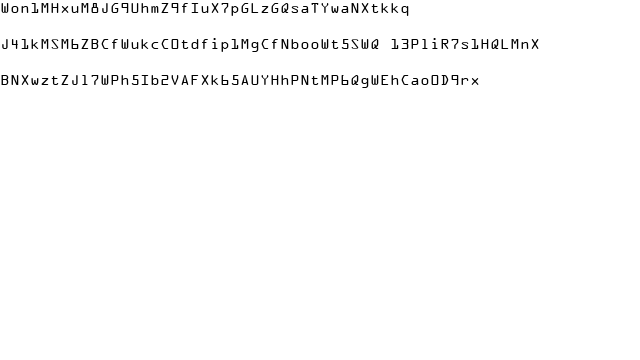 Won1MHxuM8JG9UhmZ9fIuX7pGLzGQsaTYwaNXtkkq
J41kMSM6ZBCfWukcCOtdfip1MgCfNbooWt5SWQ 13PliR7s1HQLMnX
BNXwztZJl7WPh5Ib2VAFXk65AUYHhPNtMP6QgWEhCaoOD9rx